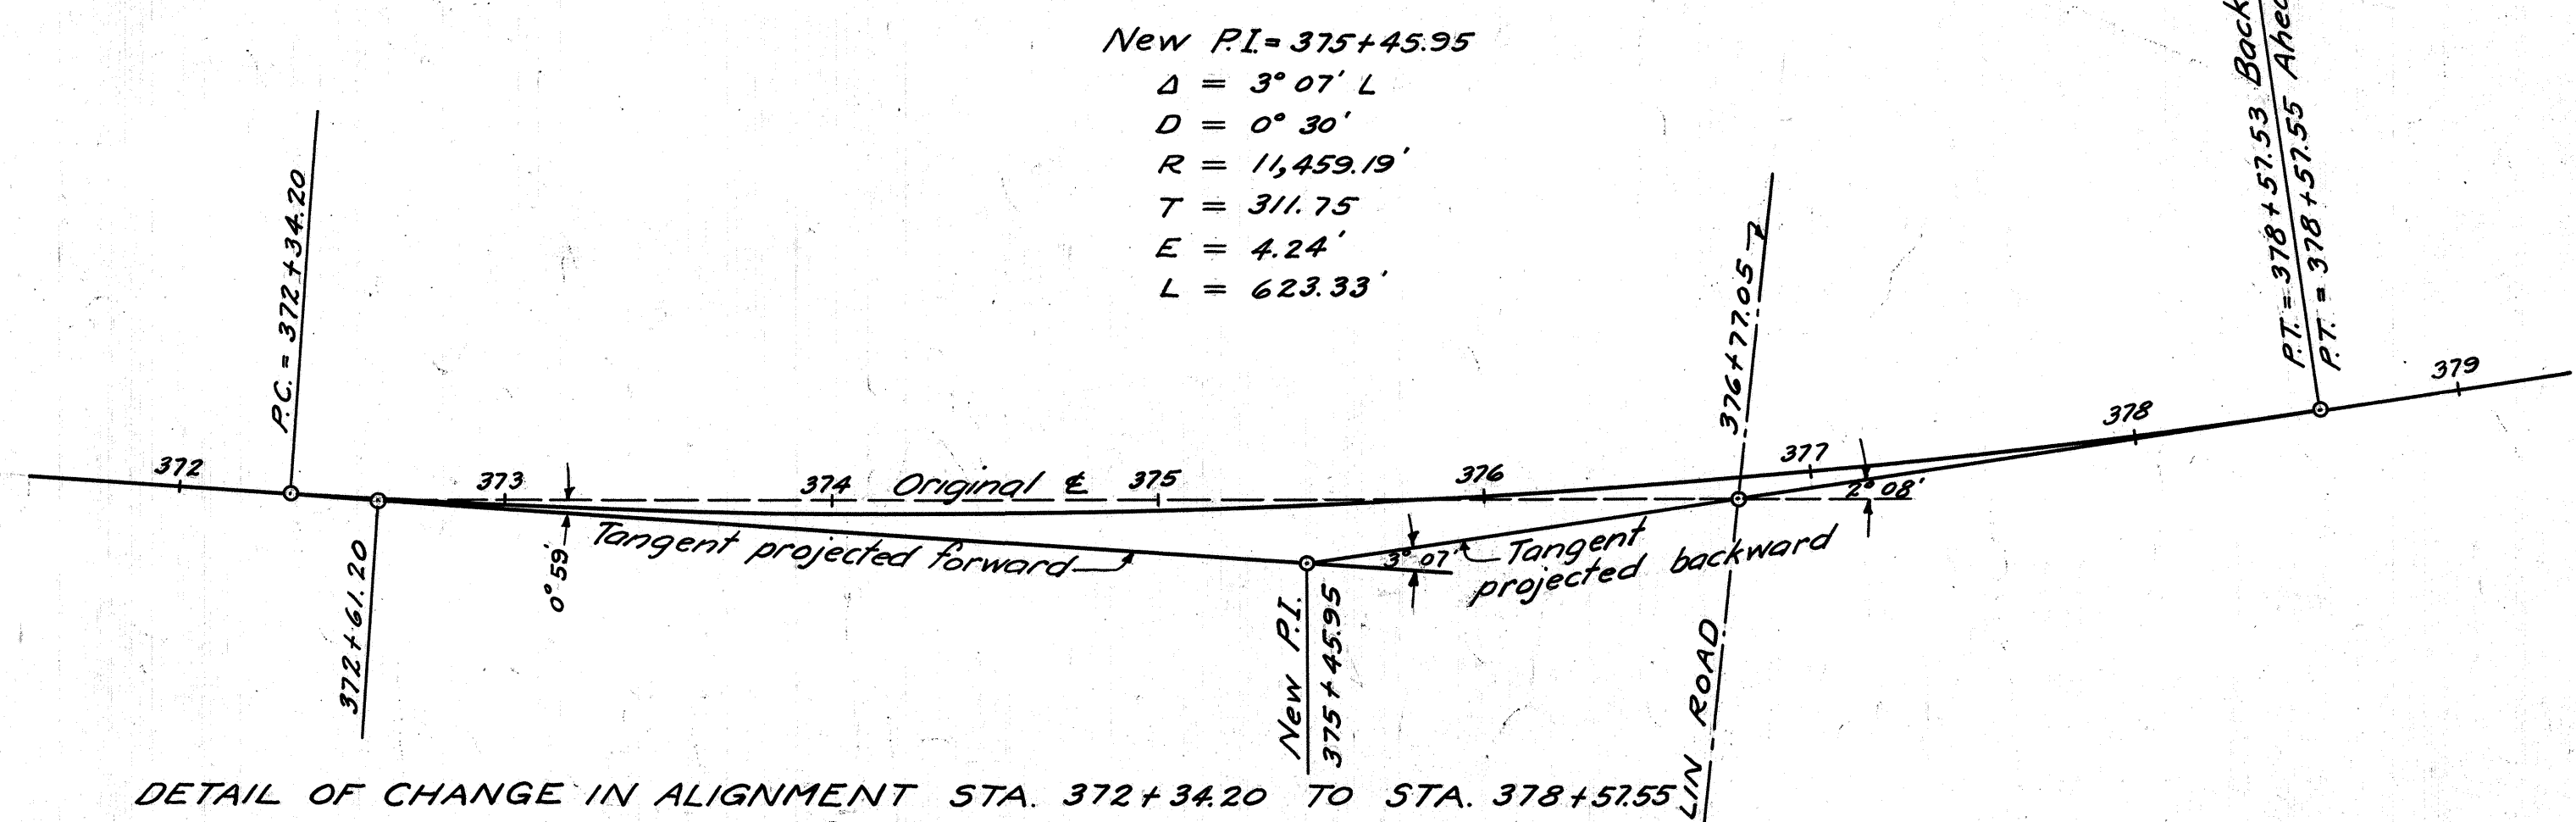 New P.I. = 375+45.95
Δ = 3° 07' L
D = 0° 30'
R = 11,459.19'
T = 311.75
E = 4.24'
L = 623.33'
P.C. = 372+34.20
376+77.05
P.T. = 378+57.53 Back
P.T. = 378+57.55
372
373
374
Original ℄
375
376
377
378
379
2° 08'
0° 59'
Tangent projected forward
3° 07'
Tangent
projected backward
372+61.20
New P.I.
375+45.95
LIN ROAD
DETAIL OF CHANGE IN ALIGNMENT STA. 372+34.20 TO STA. 378+57.55